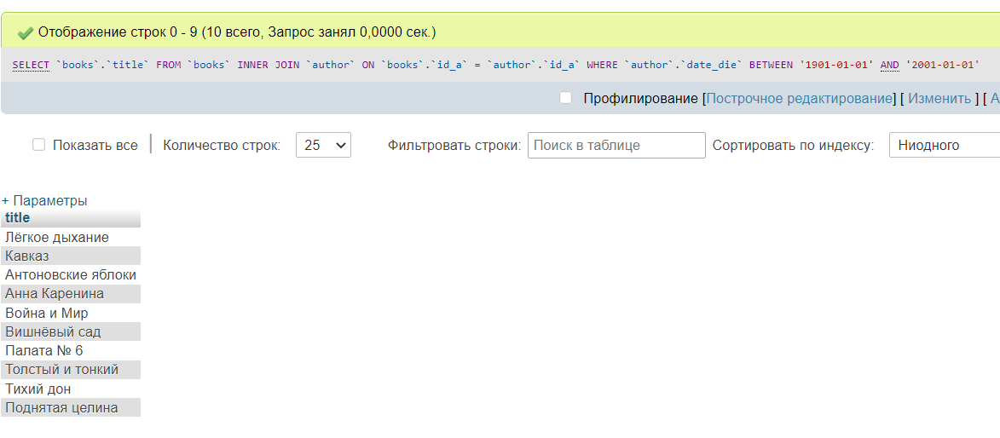 Отображение строк 0 - 9 (10 всего, Запрос занял 0,0000 сек.)
SELECT `books`.`title` FROM `books` INNER JOIN `author` ON `books`.`id_a` = `author`.`id_a` WHERE `author`.`date_die` BETWEEN '1901-01-01' AND '2001-01-01'
Профилирование [Построчное редактирование] [ Изменить ] [ А
Показать все | Количество строк: 25 Фильтровать строки: Поиск в таблице Сортировать по индексу: Ниодного
+ Параметры
title
Лёгкое дыхание
Кавказ
Антоновские яблоки
Анна Каренина
Война и Мир
Вишнёвый сад
Палата № 6
Толстый и тонкий
Тихий дон
Поднятая целина